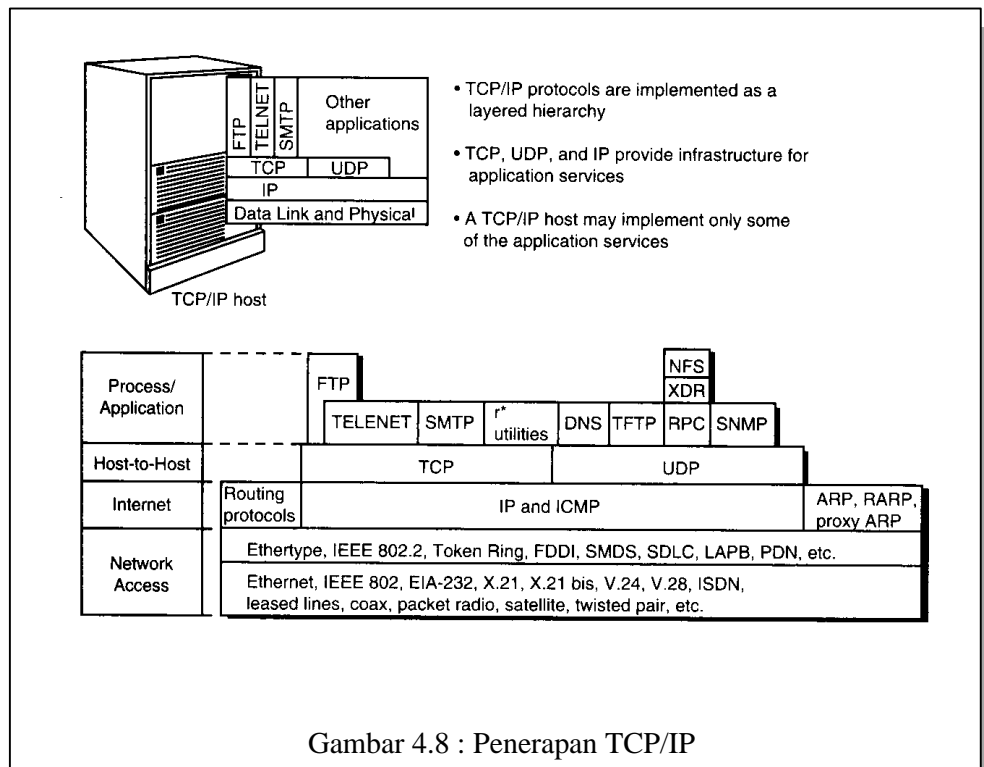 FTP
TELNET
SMTP
Other
applications
TCP
UDP
IP
Data Link and Physical
TCP/IP host
• TCP/IP protocols are implemented as a
layered hierarchy
• TCP, UDP, and IP provide infrastructure for
application services
• A TCP/IP host may implement only some
of the application services
Process/
Application
FTP
TELENET
SMTP
r*
utilities
DNS
TFTP
NFS
XDR
RPC
SNMP
Host-to-Host
TCP
UDP
Internet
Routing
protocols
IP and ICMP
ARP, RARP,
proxy ARP
Network
Access
Ethertype, IEEE 802.2, Token Ring, FDDI, SMDS, SDLC, LAPB, PDN, etc.
Ethernet, IEEE 802, EIA-232, X.21, X.21 bis, V.24, V.28, ISDN,
leased lines, coax, packet radio, satellite, twisted pair, etc.
Gambar 4.8 : Penerapan TCP/IP